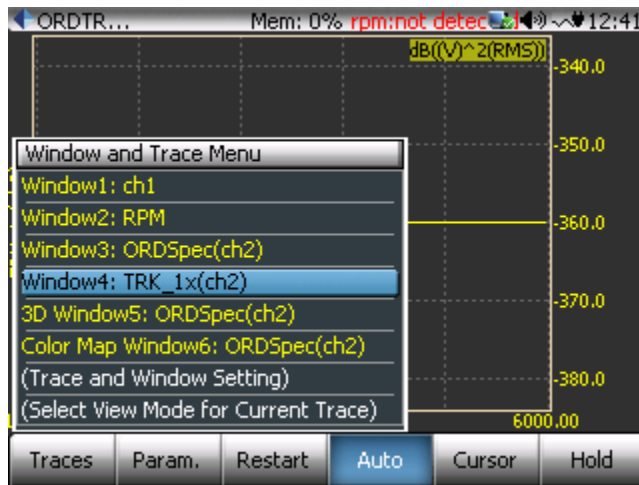 ORDTR... Mem: 0% rpm:not detec 12:41
dB((V)^2(RMS))
-340.0
Window and Trace Menu
-350.0
Window1: ch1
Window2: RPM
-360.0
Window3: ORDSpec(ch2)
Window4: TRK_1x(ch2)
-370.0
3D Window5: ORDSpec(ch2)
Color Map Window6: ORDSpec(ch2)
(Trace and Window Setting)
-380.0
(Select View Mode for Current Trace)
6000.00
Traces Param. Restart Auto Cursor Hold